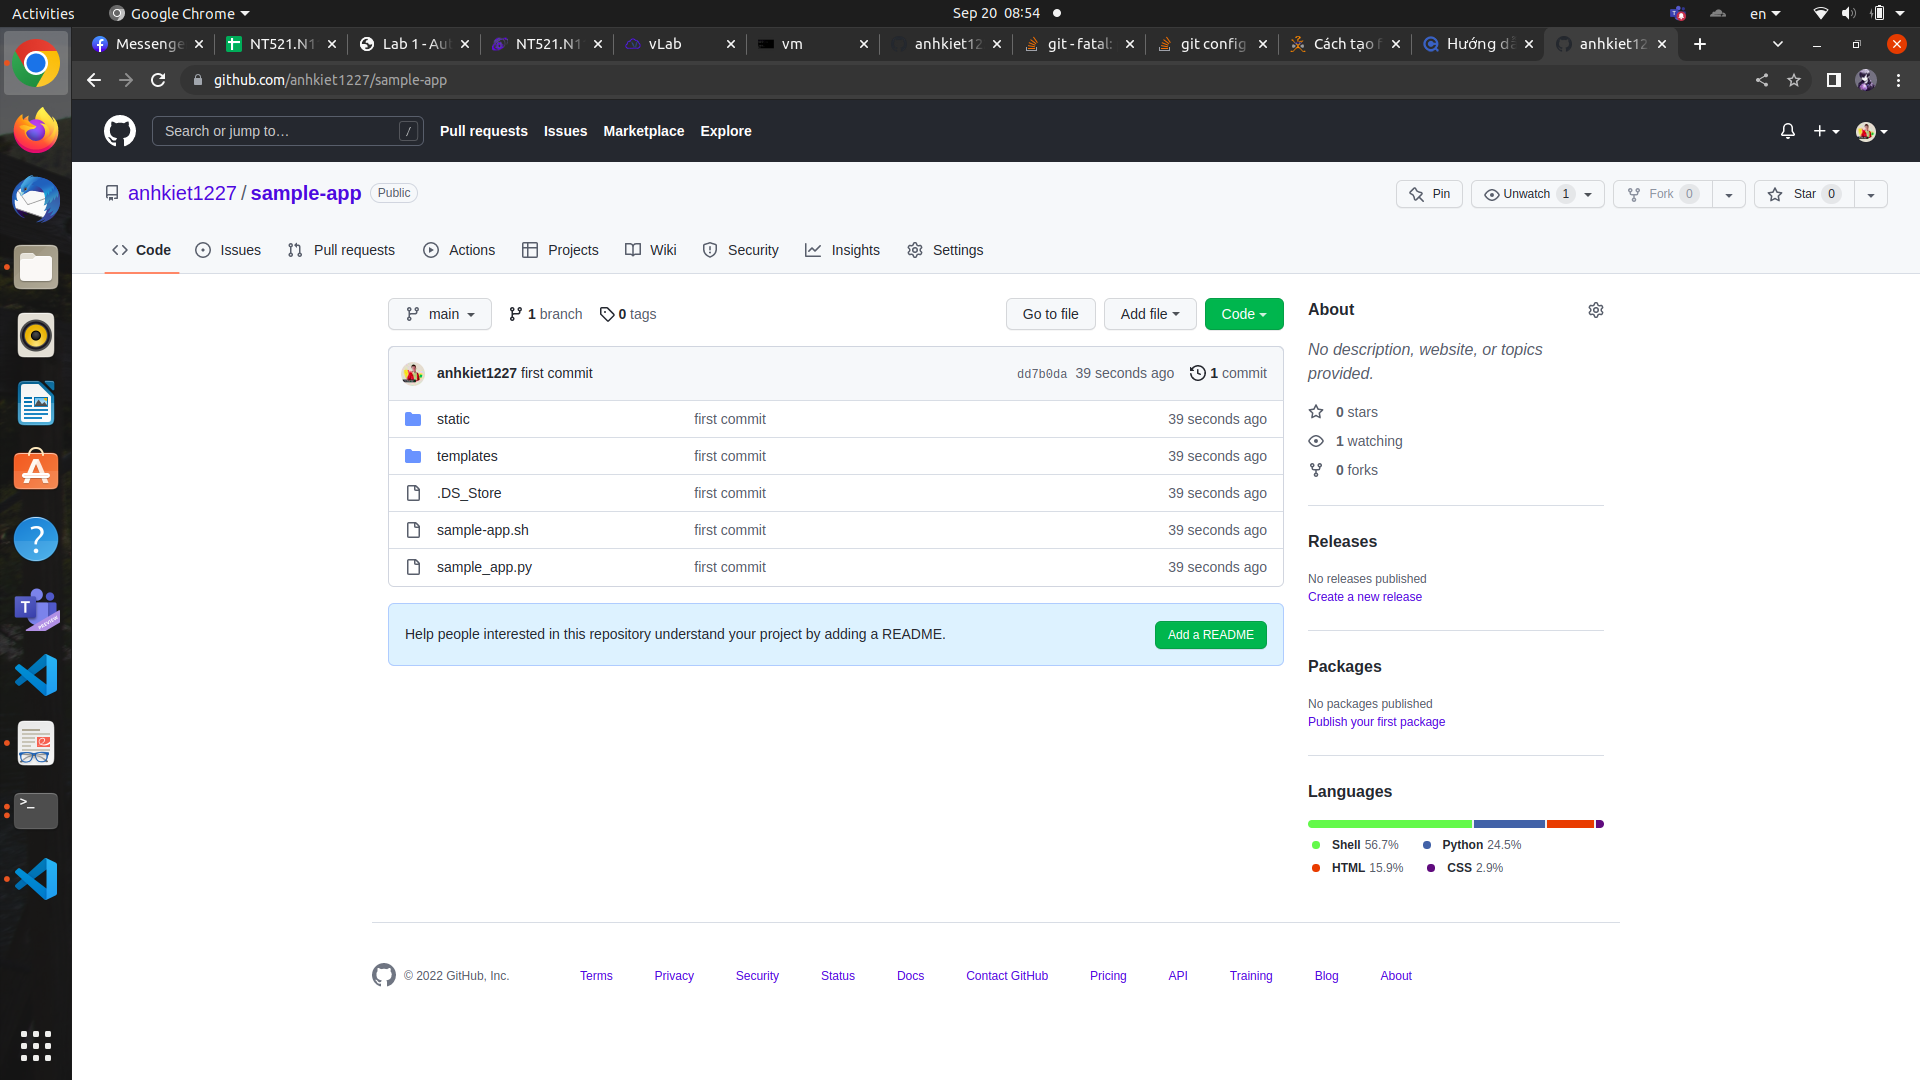 Activities
Google Chrome
Sep 20 08:54
en
Messenge
NT521.N1
Lab 1 - Aut
NT521.N1
vLab
vm
anhkiet12
git - fatal:
git config
Cách tạo f
Hướng dẫ
anhkiet12
github.com/anhkiet1227/sample-app
Search or jump to…
/
Pull requests
Issues
Marketplace
Explore
anhkiet1227 / sample-app
Public
Pin
Unwatch 1
Fork 0
Star 0
Code
Issues
Pull requests
Actions
Projects
Wiki
Security
Insights
Settings
main
1 branch
0 tags
Go to file
Add file
Code
anhkiet1227 first commit
dd7b0da 39 seconds ago
1 commit
static first commit 39 seconds ago
templates first commit 39 seconds ago
.DS_Store first commit 39 seconds ago
sample-app.sh first commit 39 seconds ago
sample_app.py first commit 39 seconds ago
Help people interested in this repository understand your project by adding a README.
Add a README
About
No description, website, or topics
provided.
0 stars
1 watching
0 forks
Releases
No releases published
Create a new release
Packages
No packages published
Publish your first package
Languages
Shell 56.7%
Python 24.5%
HTML 15.9%
CSS 2.9%
© 2022 GitHub, Inc.
Terms
Privacy
Security
Status
Docs
Contact GitHub
Pricing
API
Training
Blog
About